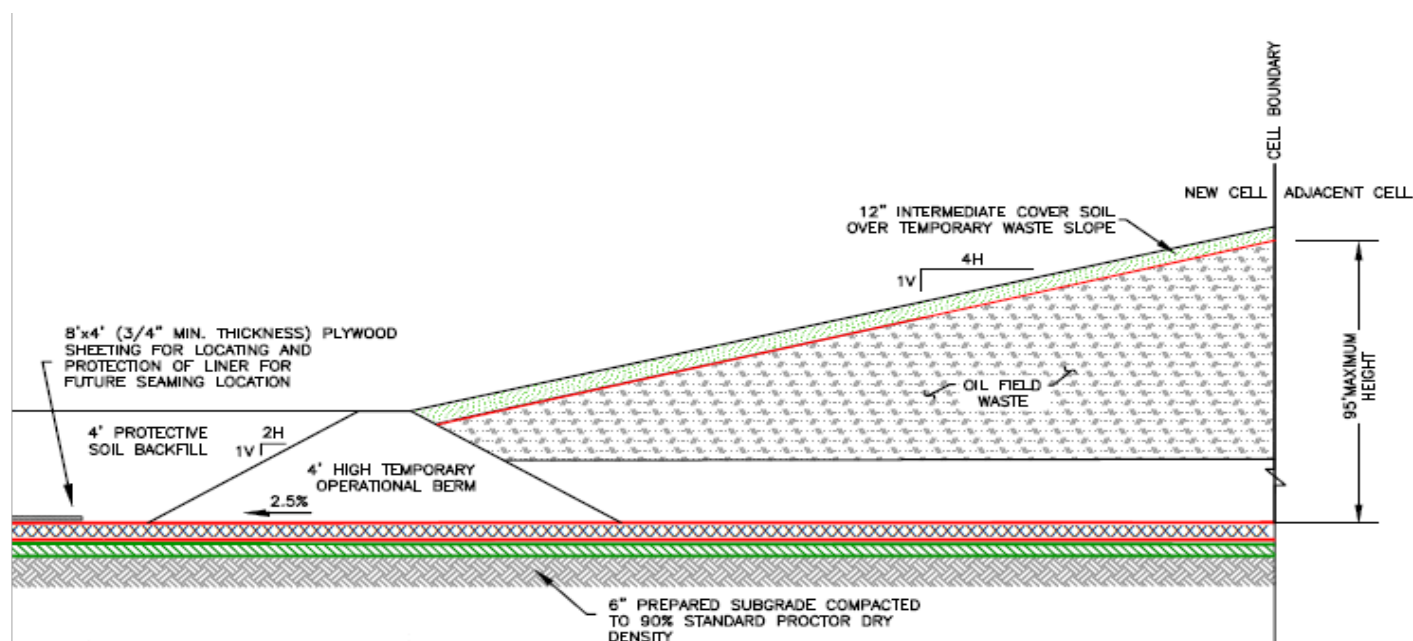 CELL BOUNDARY
NEW CELL
ADJACENT CELL
12" INTERMEDIATE COVER SOIL
OVER TEMPORARY WASTE SLOPE
4H
1V
8'x4' (3/4" MIN. THICKNESS) PLYWOOD
SHEETING FOR LOCATING AND
PROTECTION OF LINER FOR
FUTURE SEAMING LOCATION
OIL FIELD
WASTE
95'MAXIMUM
HEIGHT
4' PROTECTIVE
SOIL BACKFILL
2H
1V
4' HIGH TEMPORARY
OPERATIONAL BERM
2.5%
6" PREPARED SUBGRADE COMPACTED
TO 90% STANDARD PROCTOR DRY
DENSITY